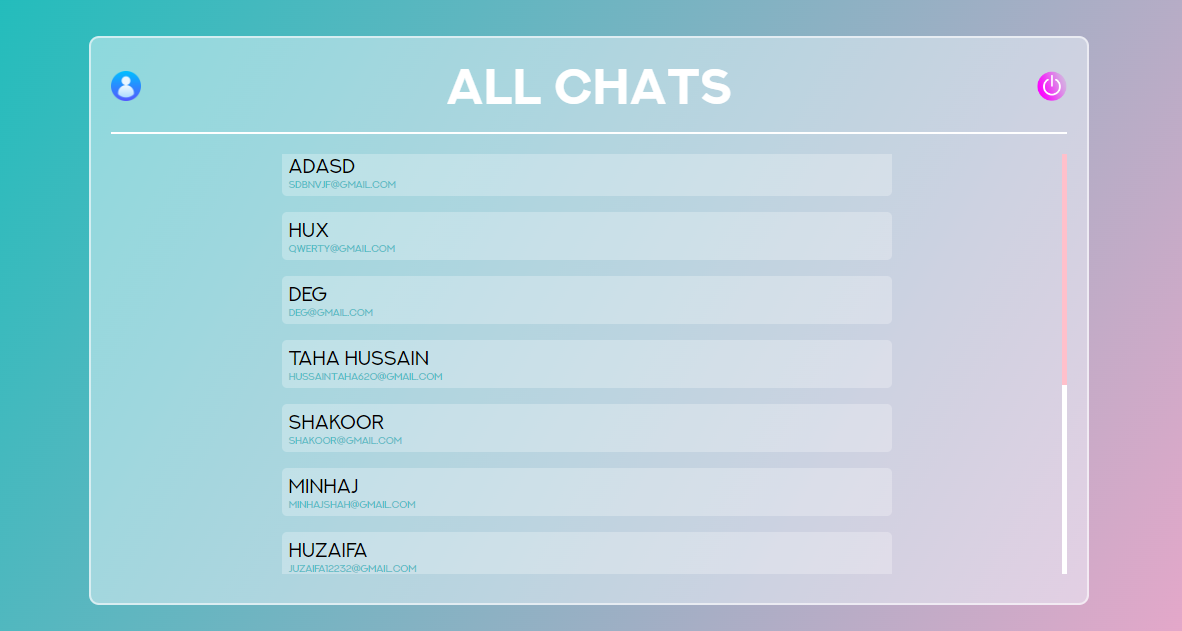 ALL CHATS
ADASD
SDBNVJF@GMAIL.COM
HUX
QWERTY@GMAIL.COM
DEG
DEG@GMAIL.COM
TAHA HUSSAIN
HUSSAINTAHA620@GMAIL.COM
SHAKOOR
SHAKOOR@GMAIL.COM
MINHAJ
MINHAJSHAH@GMAIL.COM
HUZAIFA
JUZAIFA12232@GMAIL.COM